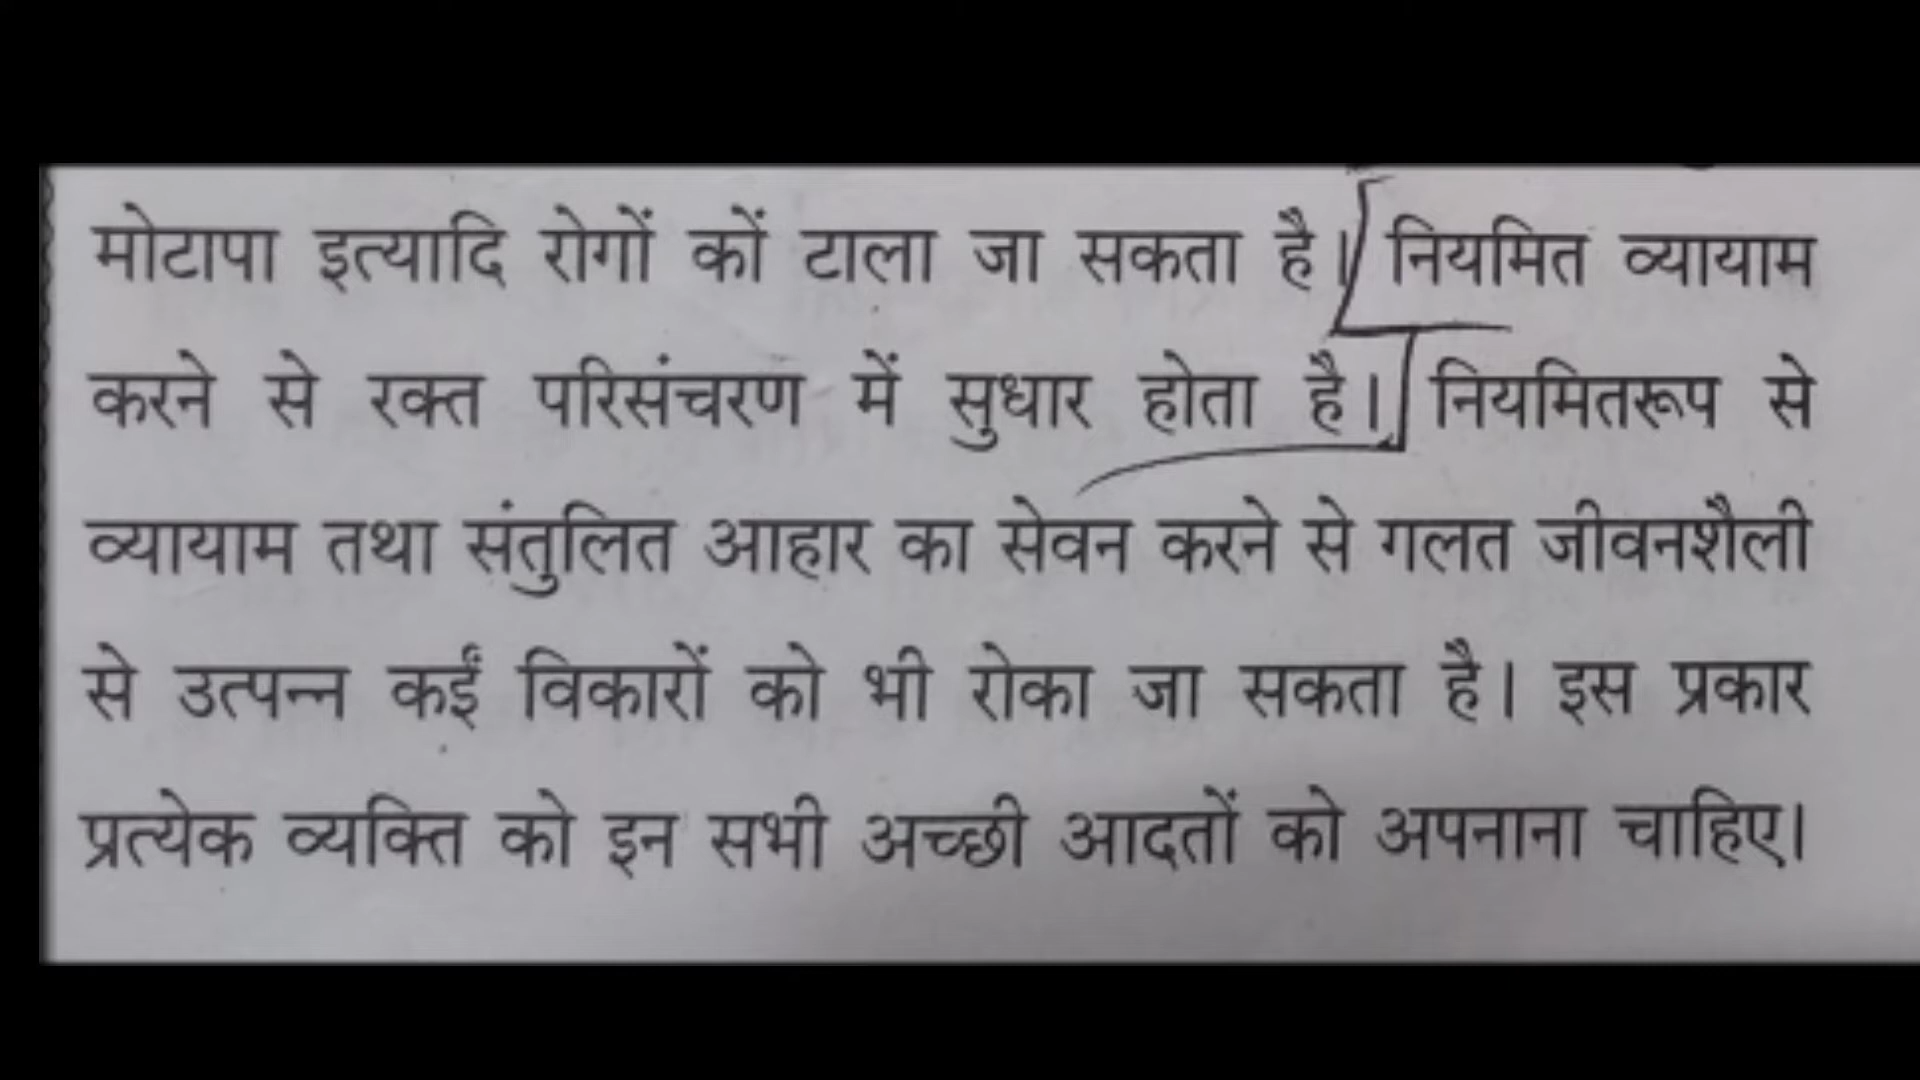 मोटापा इत्यादि रोगों कों टाला जा सकता है। नियमित व्यायाम
करने से रक्त परिसंचरण में सुधार होता है। नियमितरूप से
व्यायाम तथा संतुलित आहार का सेवन करने से गलत जीवनशैली
से उत्पन्न कईं विकारों को भी रोका जा सकता है। इस प्रकार
प्रत्येक व्यक्ति को इन सभी अच्छी आदतों को अपनाना चाहिए।